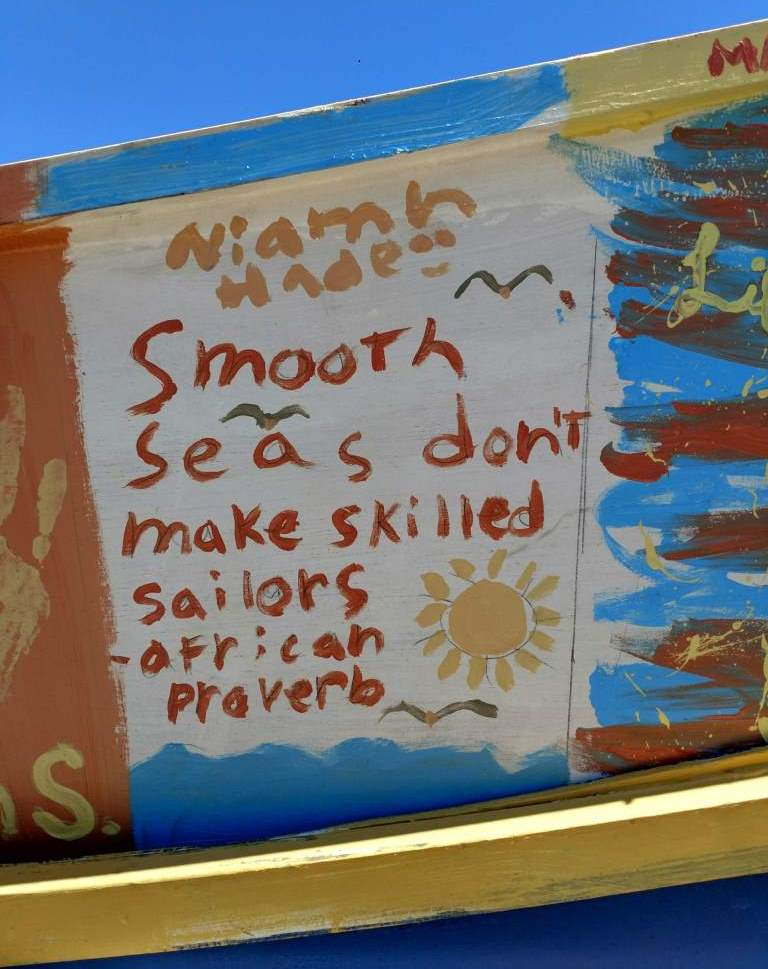 Niamh
Hade
Smooth
seas don't
make skilled
sailors
-african
proverb
s.